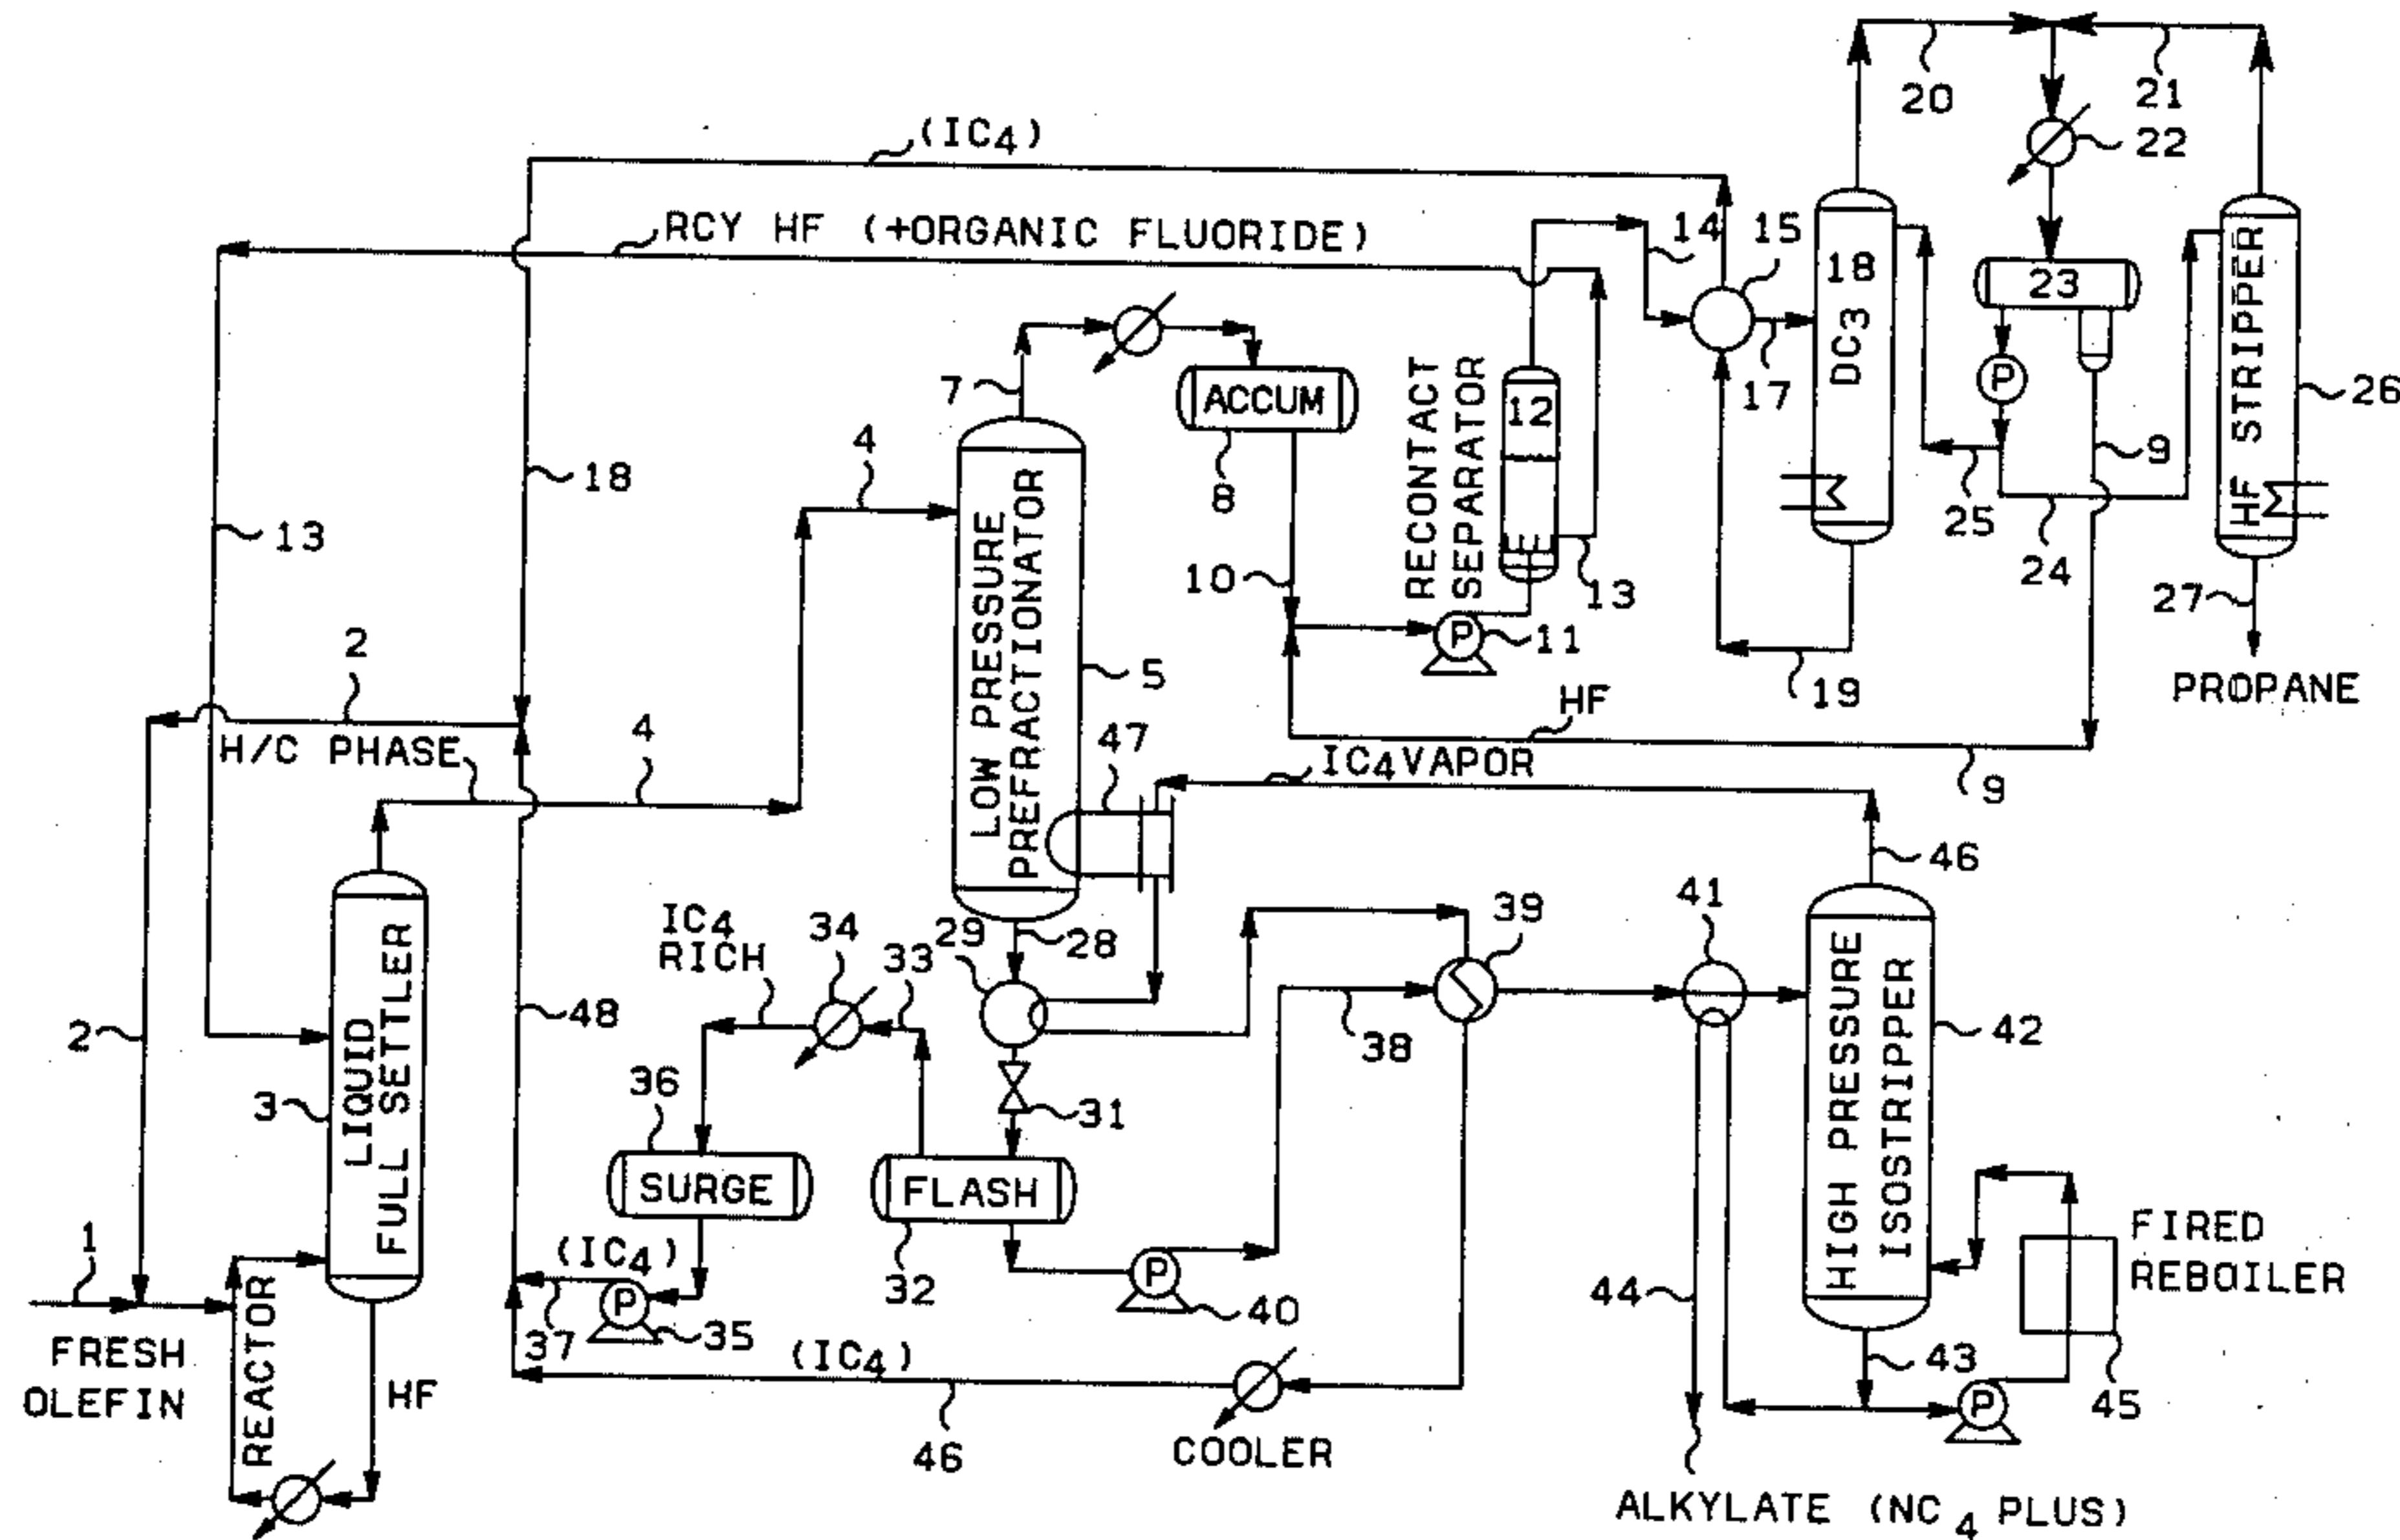 20
21
22
(IC4)
RCY HF (+ORGANIC FLUORIDE)
14
15
18
DC3
23
P
HF STRIPPER
26
7
ACCUM
8
RECONTACT
SEPARATOR
12
17
9
25
24
4
18
13
10
13
P
11
19
27
PROPANE
LOW PRESSURE
PREFRACTIONATOR
5
HF
2
H/C PHASE
4
47
IC4 VAPOR
9
46
IC4
RICH
34
33
29
28
39
41
2
48
LIQUID
FULL SETTLER
3
36
SURGE
31
FLASH
32
38
HIGH PRESSURE
ISOSTRIPPER
42
FIRED
REBOILER
1
FRESH
OLEFIN
REACTOR
HF
(IC4)
37
P
35
P
40
44
43
P
45
(IC4)
46
COOLER
ALKYLATE (NC4 PLUS)